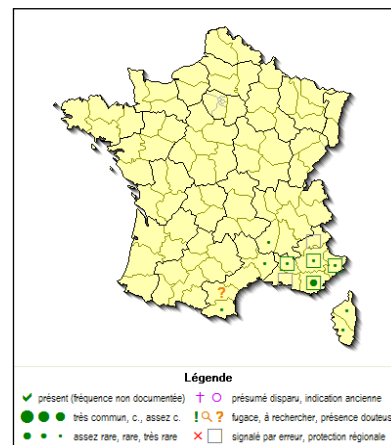 ?
Légende
présent (fréquence non documentée) † présumé disparu, indication ancienne
très commun, c., assez c. ! ? fugace, à rechercher, présence douteus
assez rare, rare, très rare signalé par erreur, protection régionale